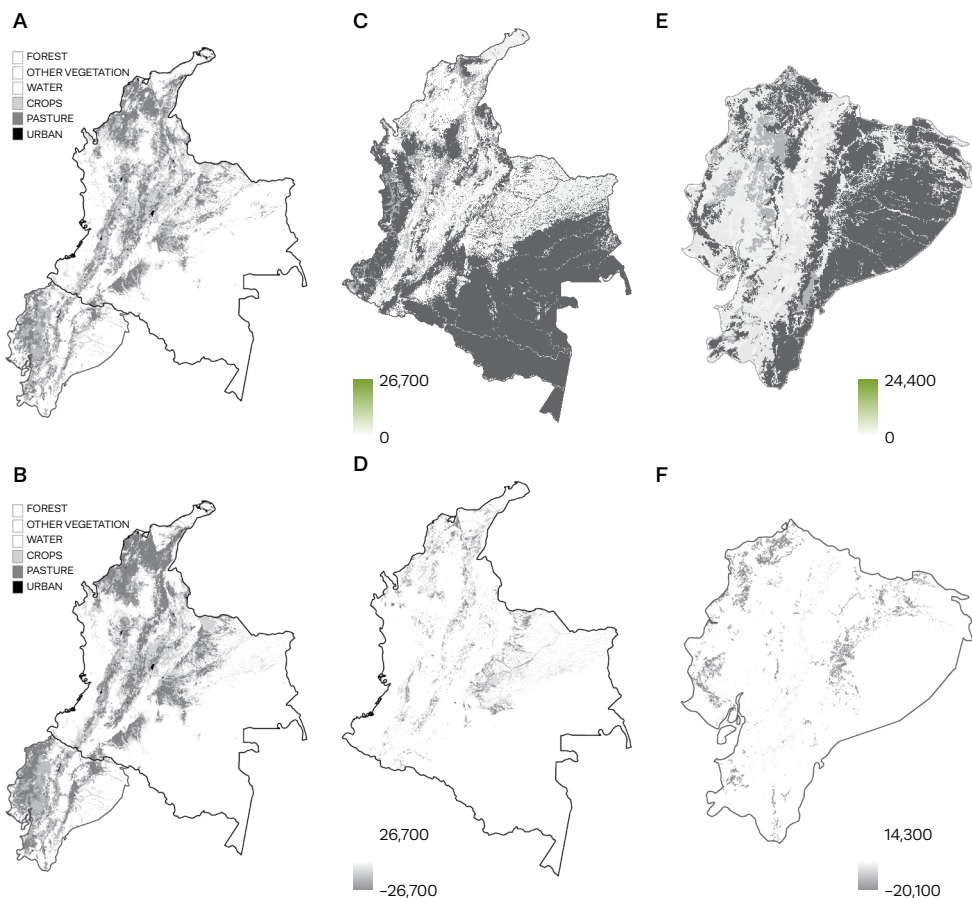 A
FOREST
OTHER VEGETATION
WATER
CROPS
PASTURE
URBAN
C
26,700
0
E
24,400
0
B
FOREST
OTHER VEGETATION
WATER
CROPS
PASTURE
URBAN
D
26,700
−26,700
F
14,300
−20,100